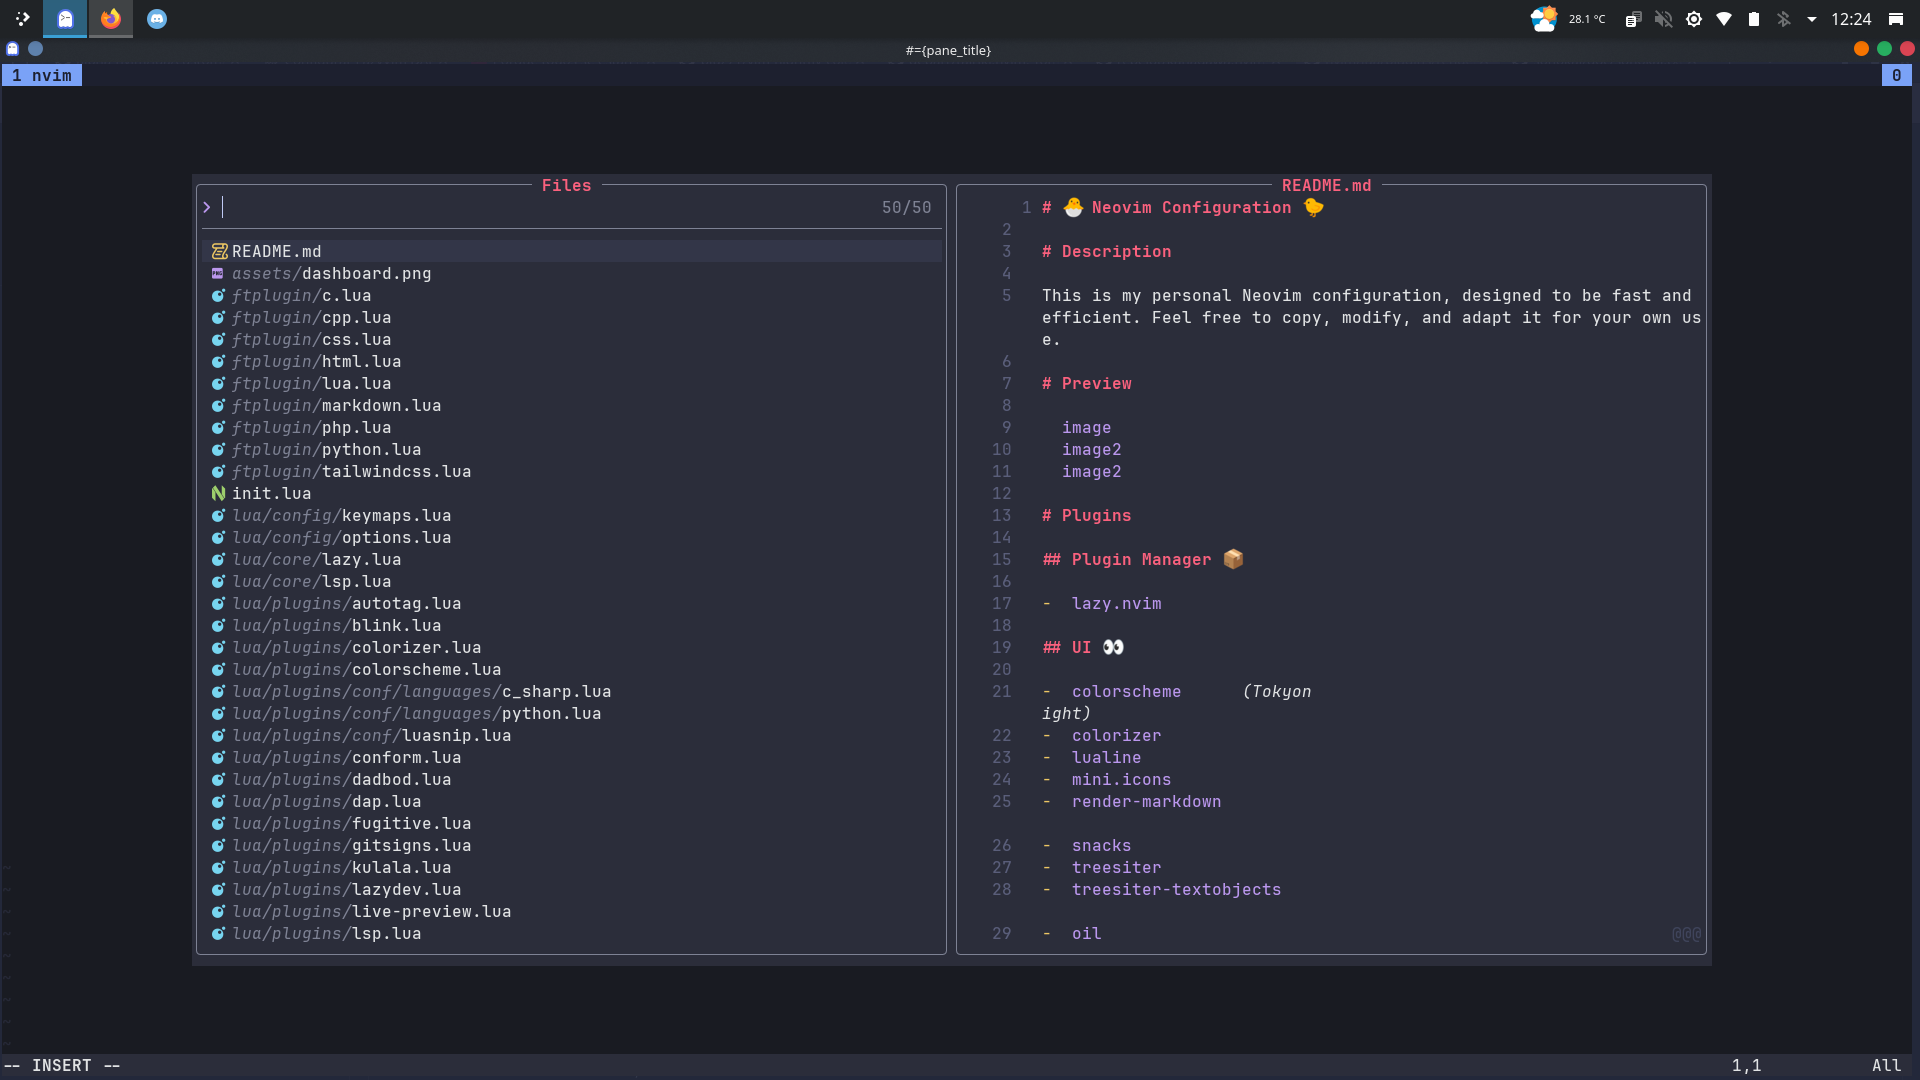 28.1 °C
12:24
#={pane_title}
1 nvim
0
Files
> 50/50
README.md
assets/dashboard.png
ftplugin/c.lua
ftplugin/cpp.lua
ftplugin/css.lua
ftplugin/html.lua
ftplugin/lua.lua
ftplugin/markdown.lua
ftplugin/php.lua
ftplugin/python.lua
ftplugin/tailwindcss.lua
init.lua
lua/config/keymaps.lua
lua/config/options.lua
lua/core/lazy.lua
lua/core/lsp.lua
lua/plugins/autotag.lua
lua/plugins/blink.lua
lua/plugins/colorizer.lua
lua/plugins/colorscheme.lua
lua/plugins/conf/languages/c_sharp.lua
lua/plugins/conf/languages/python.lua
lua/plugins/conf/luasnip.lua
lua/plugins/conform.lua
lua/plugins/dadbod.lua
lua/plugins/dap.lua
lua/plugins/fugitive.lua
lua/plugins/gitsigns.lua
lua/plugins/kulala.lua
lua/plugins/lazydev.lua
lua/plugins/live-preview.lua
lua/plugins/lsp.lua
README.md
1 # 🐣 Neovim Configuration 🐤
2
3 # Description
4
5 This is my personal Neovim configuration, designed to be fast and
efficient. Feel free to copy, modify, and adapt it for your own us
e.
6
7 # Preview
8
9 image
10 image2
11 image2
12
13 # Plugins
14
15 ## Plugin Manager 📦
16
17 - lazy.nvim
18
19 ## UI 👀
20
21 - colorscheme (Tokyon
ight)
22 - colorizer
23 - lualine
24 - mini.icons
25 - render-markdown
26 - snacks
27 - treesiter
28 - treesiter-textobjects
29 - oil @@@
-- INSERT -- 1,1 All